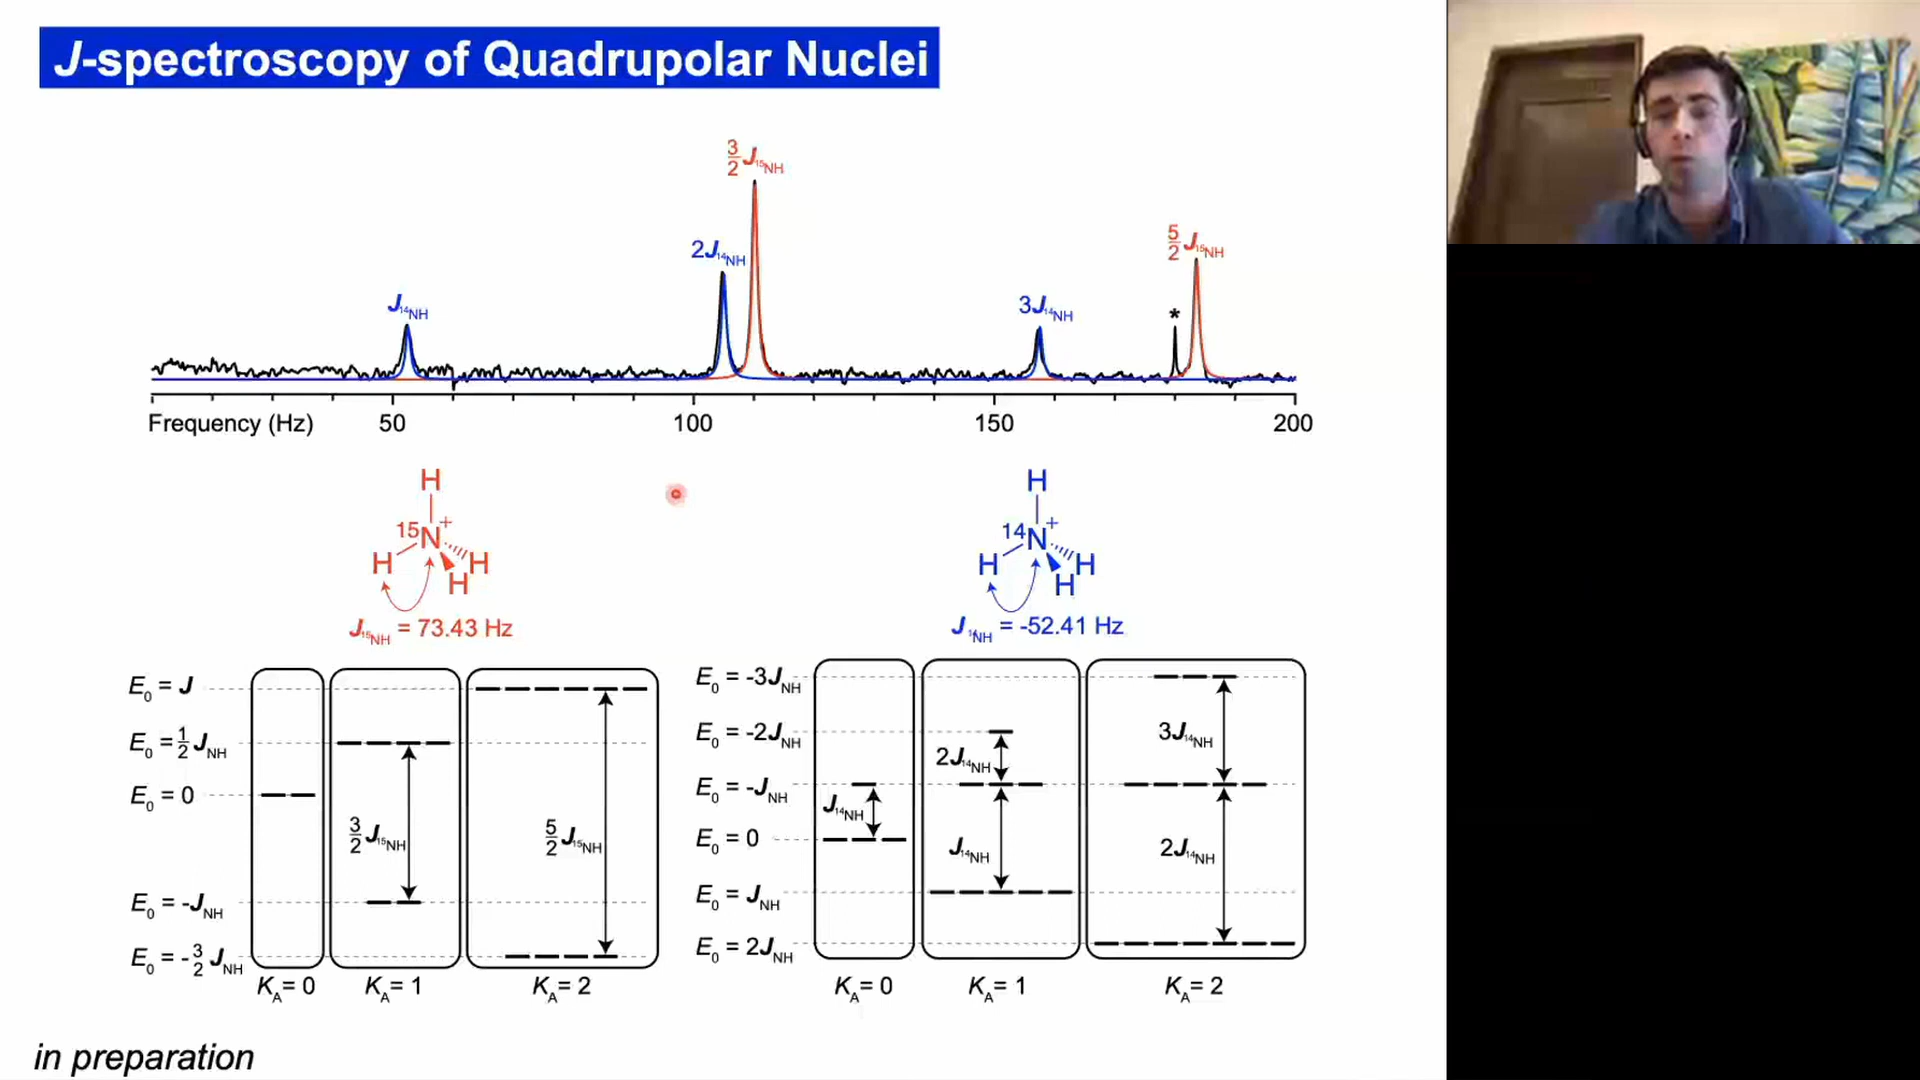 J-spectroscopy of Quadrupolar Nuclei
3/2 J15NH
5/2 J15NH
2J14NH
J14NH
3J14NH
*
Frequency (Hz) 50 100 150 200
H
15N+
H H
H
J15NH = 73.43 Hz
H
14N+
H H
H
J14NH = -52.41 Hz
E0 = J
E0 = 1/2 JNH
E0 = 0
E0 = -JNH
E0 = -3/2 JNH
3/2 J15NH
5/2 J15NH
KA = 0 KA = 1 KA = 2
E0 = -3JNH
E0 = -2JNH
E0 = -JNH
E0 = 0
E0 = JNH
E0 = 2JNH
J14NH
2J14NH
J14NH
3J14NH
2J14NH
KA = 0 KA = 1 KA = 2
in preparation